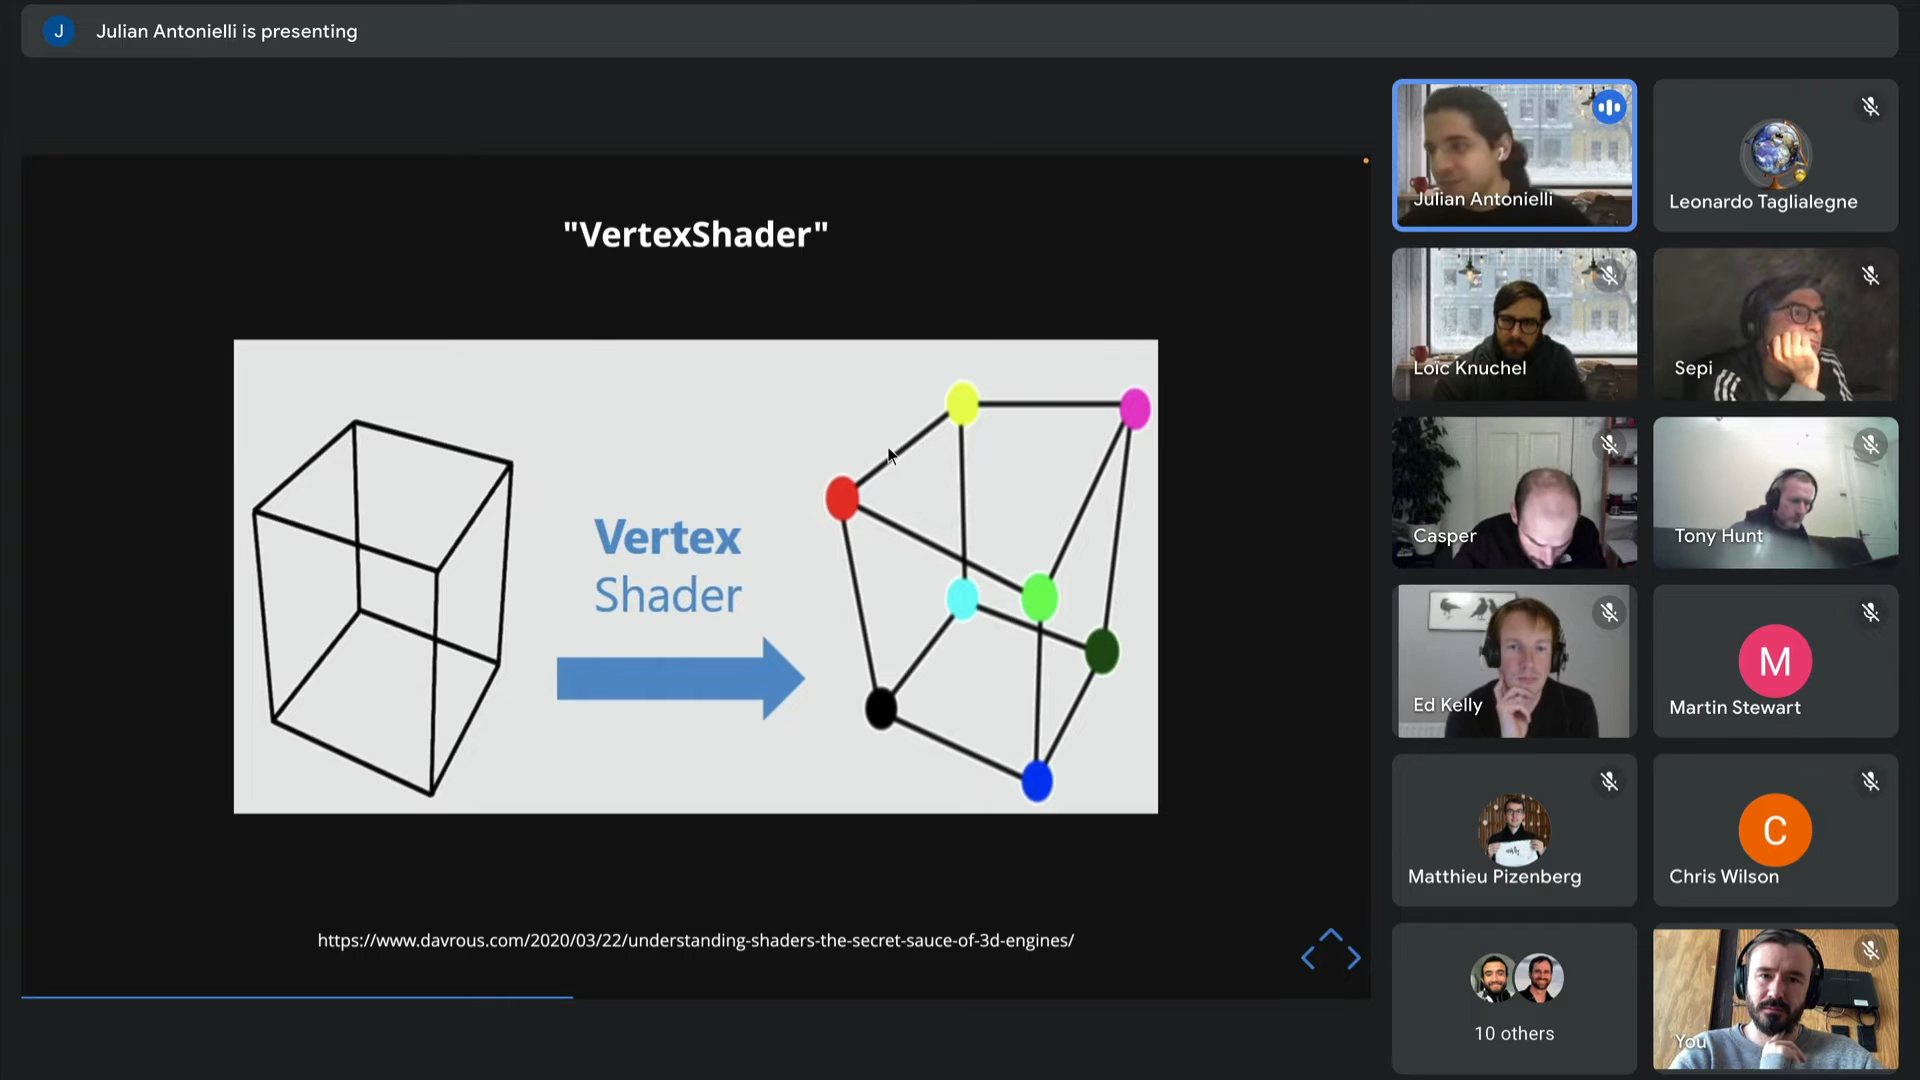 J
Julian Antonielli is presenting
"VertexShader"
Vertex
Shader
https://www.davrous.com/2020/03/22/understanding-shaders-the-secret-sauce-of-3d-engines/
Julian Antonielli
Leonardo Taglialegne
Loïc Knuchel
Sepi
Casper
Tony Hunt
Ed Kelly
M
Martin Stewart
Matthieu Pizenberg
C
Chris Wilson
10 others
You